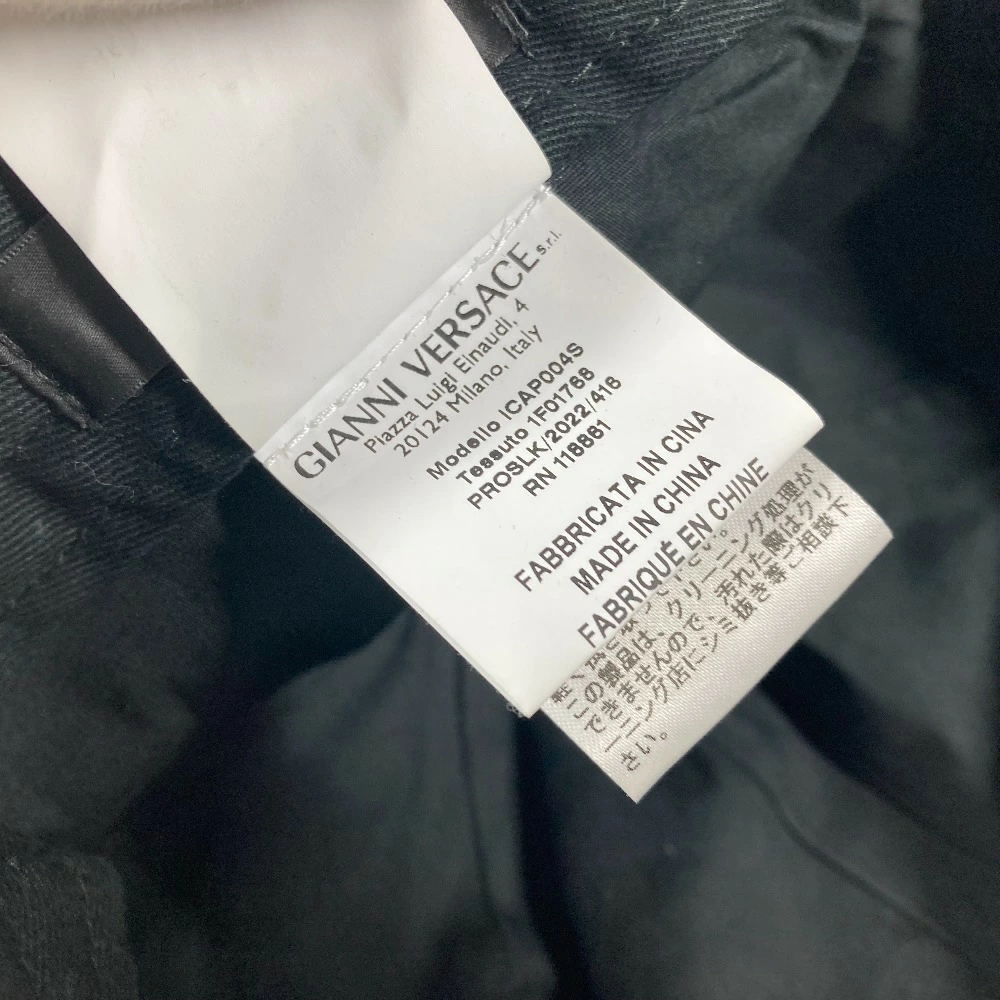 GIANNI VERSACE s.r.l.
Piazza Luigi Einaudi, 4
20124 Milano, Italy
Modello ICAP004S
Tessuto 1F01768
PROSLK/2022/416
RN 118861
FABBRICATA IN CINA
MADE IN CHINA
FABRIQUÉ EN CHINE
この製品は、クリーニング処理が
できませんので、汚れた際はクリ
ーニング店にシミ抜き等ご相談下
さい。